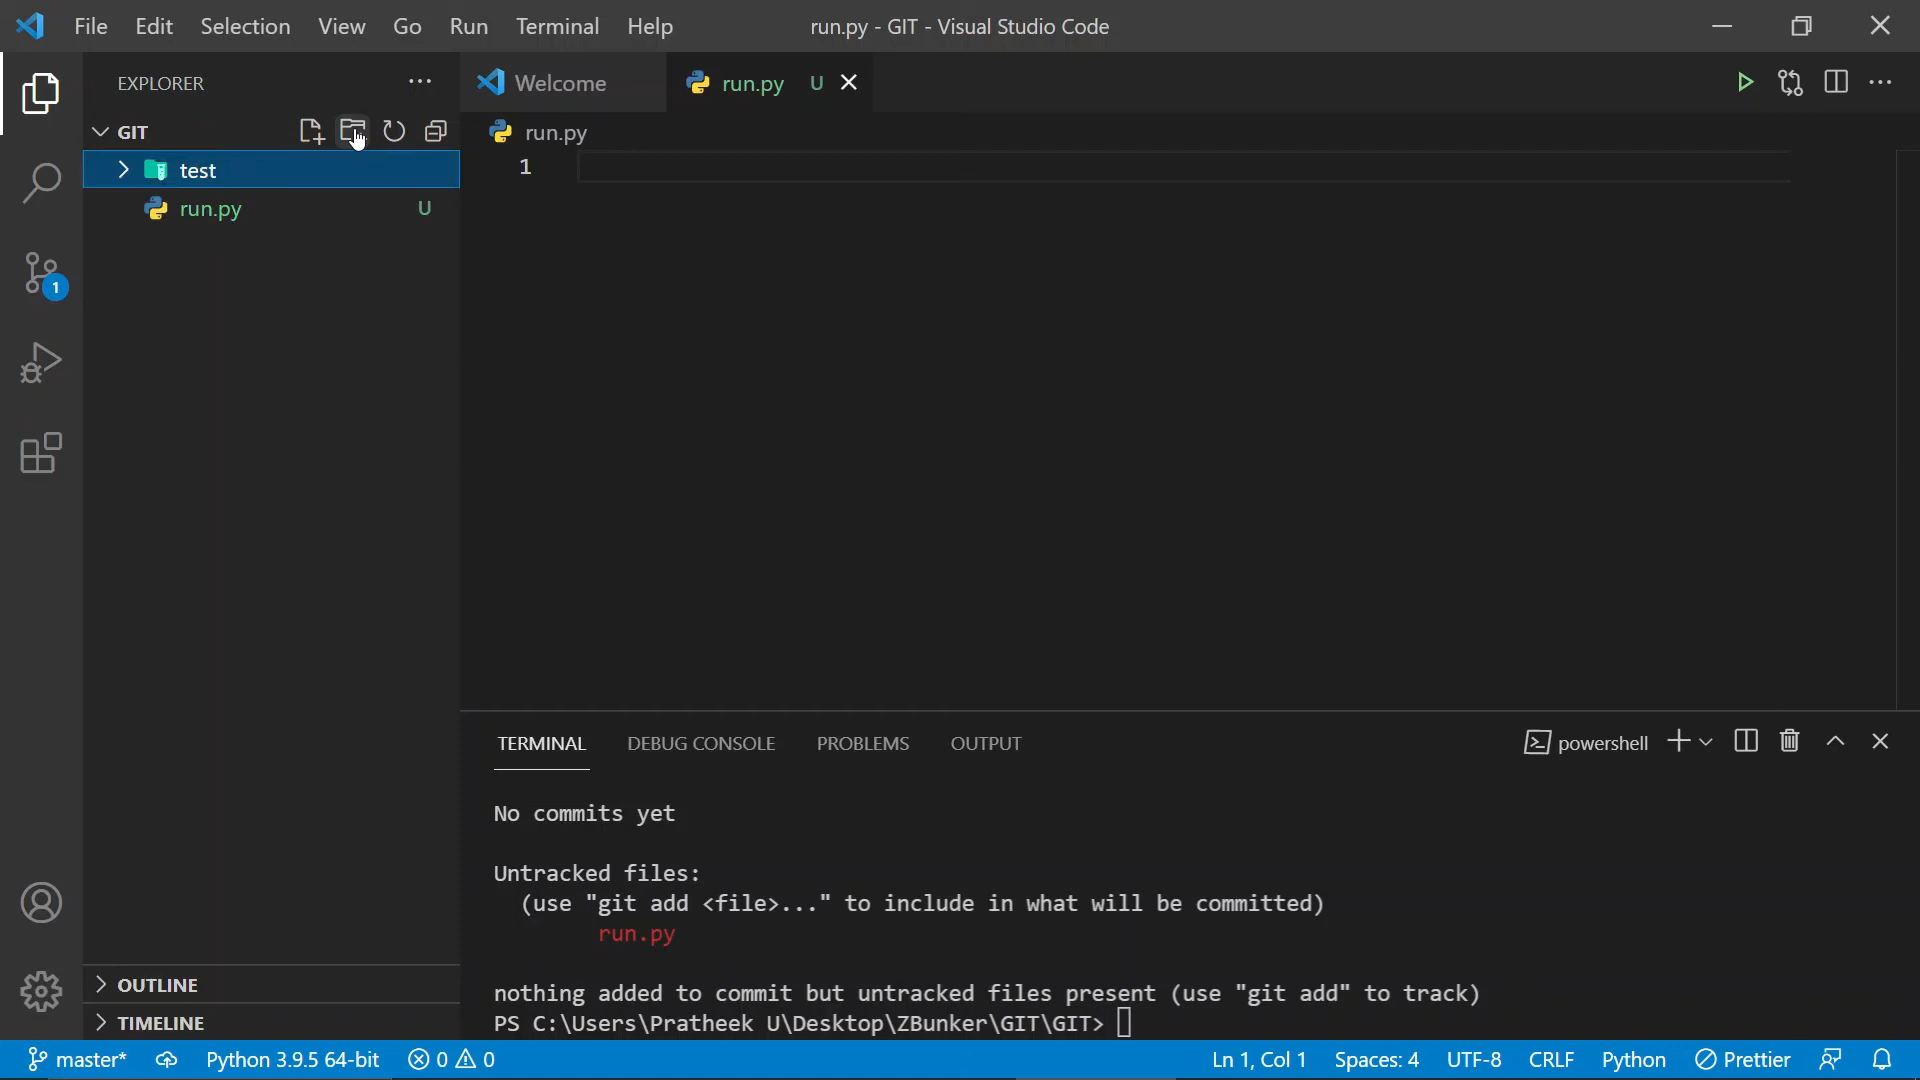 File Edit Selection View Go Run Terminal Help
run.py - GIT - Visual Studio Code
EXPLORER
Welcome
run.py U
GIT
run.py
test
1
run.py U
1
TERMINAL DEBUG CONSOLE PROBLEMS OUTPUT
powershell
No commits yet
Untracked files:
(use "git add <file>..." to include in what will be committed)
run.py
nothing added to commit but untracked files present (use "git add" to track)
PS C:\Users\Pratheek U\Desktop\ZBunker\GIT\GIT>
OUTLINE
TIMELINE
master* Python 3.9.5 64-bit 0 0
Ln 1, Col 1 Spaces: 4 UTF-8 CRLF Python Prettier